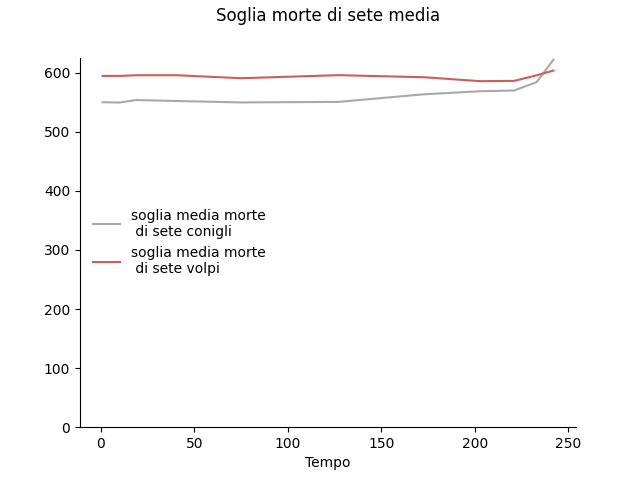 Soglia morte di sete media
600
500
400
300
200
100
0
soglia media morte
di sete conigli
soglia media morte
di sete volpi
0 50 100 150 200 250
Tempo